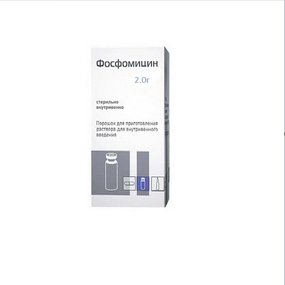 Фосфомицин
2.0г
стерильно
внутривенно
Порошок для приготовления
раствора для внутривенного
введения